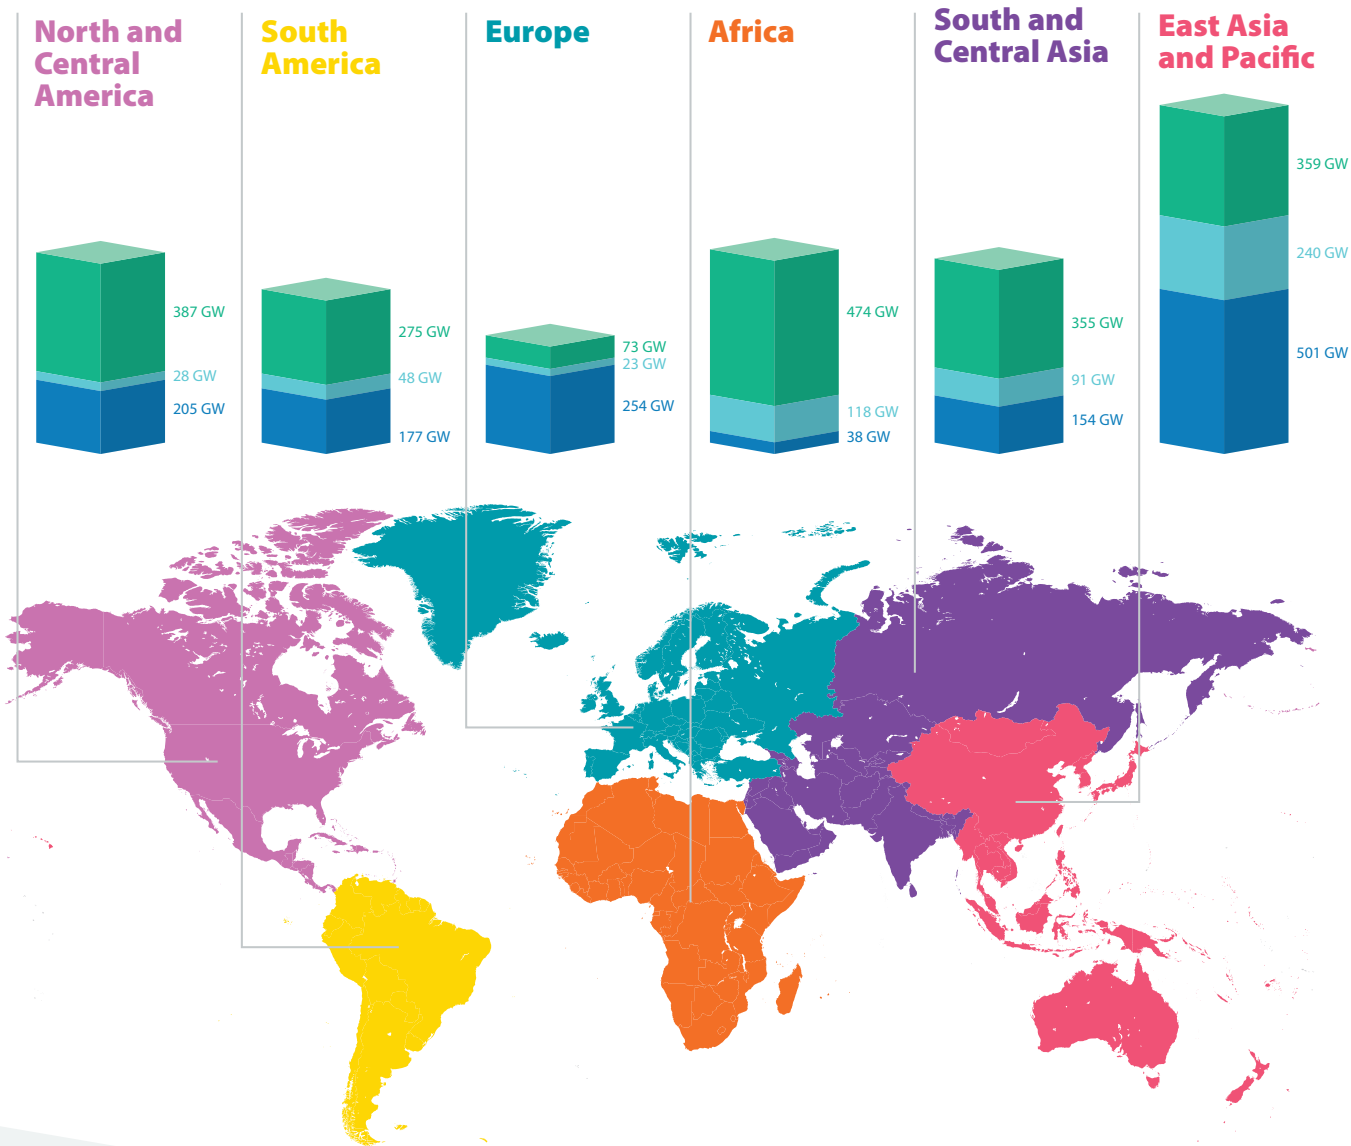 North and
Central
America
387 GW
28 GW
205 GW
South
America
275 GW
48 GW
177 GW
Europe
73 GW
23 GW
254 GW
Africa
474 GW
118 GW
38 GW
South and
Central Asia
355 GW
91 GW
154 GW
East Asia
and Pacific
359 GW
240 GW
501 GW